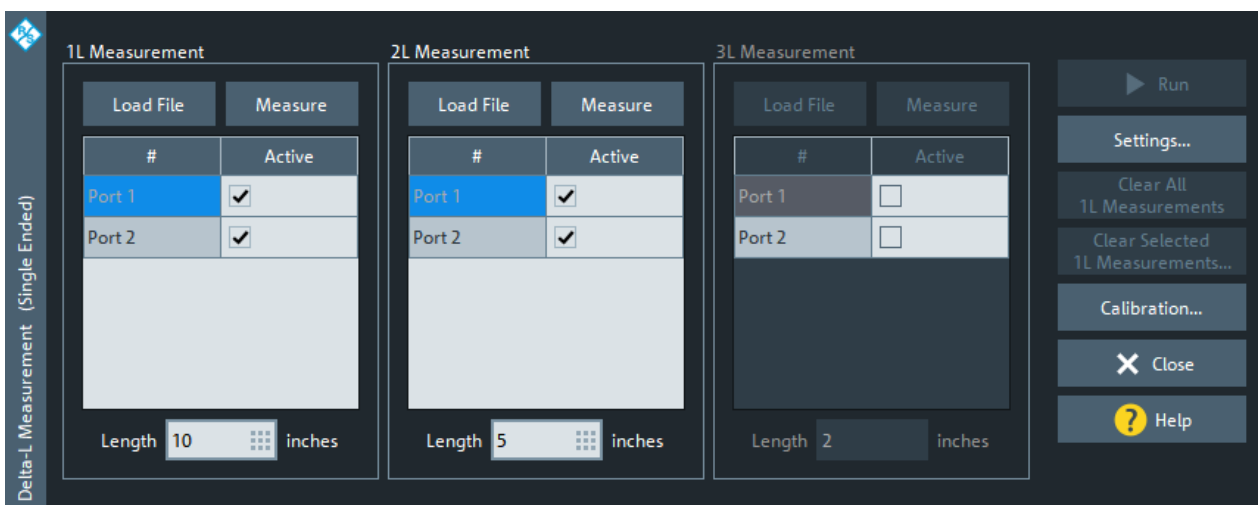 R/S
Delta-L Measurement (Single Ended)
1L Measurement
Load File Measure
# Active
Port 1
Port 2
Length 10 inches
2L Measurement
Load File Measure
# Active
Port 1
Port 2
Length 5 inches
3L Measurement
Load File Measure
# Active
Port 1
Port 2
Length 2 inches
Run
Settings...
Clear All
1L Measurements
Clear Selected
1L Measurements...
Calibration...
Close
? Help